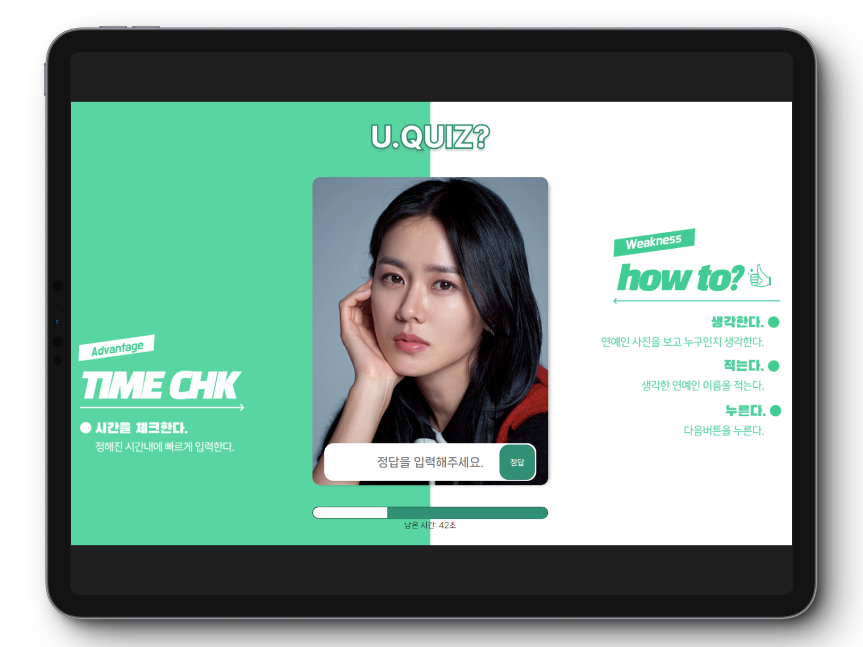 U.QUIZ?
Advantage
TIME CHK
시간을 체크한다.
정해진 시간내에 빠르게 입력한다.
정답을 입력해주세요.
정답
남은 시간: 42초
Weakness
how to?
생각한다.
연예인 사진을 보고 누구인지 생각한다.
적는다.
생각한 연예인 이름을 적는다.
누른다.
다음버튼을 누른다.